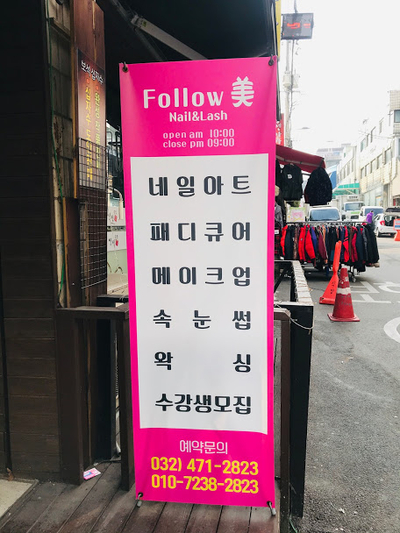 Follow 美
Nail&Lash
open am 10:00
close pm 09:00
네일아트
패디큐어
메이크업
속눈썹
왁싱
수강생모집
예약문의
032) 471-2823
010-7238-2823